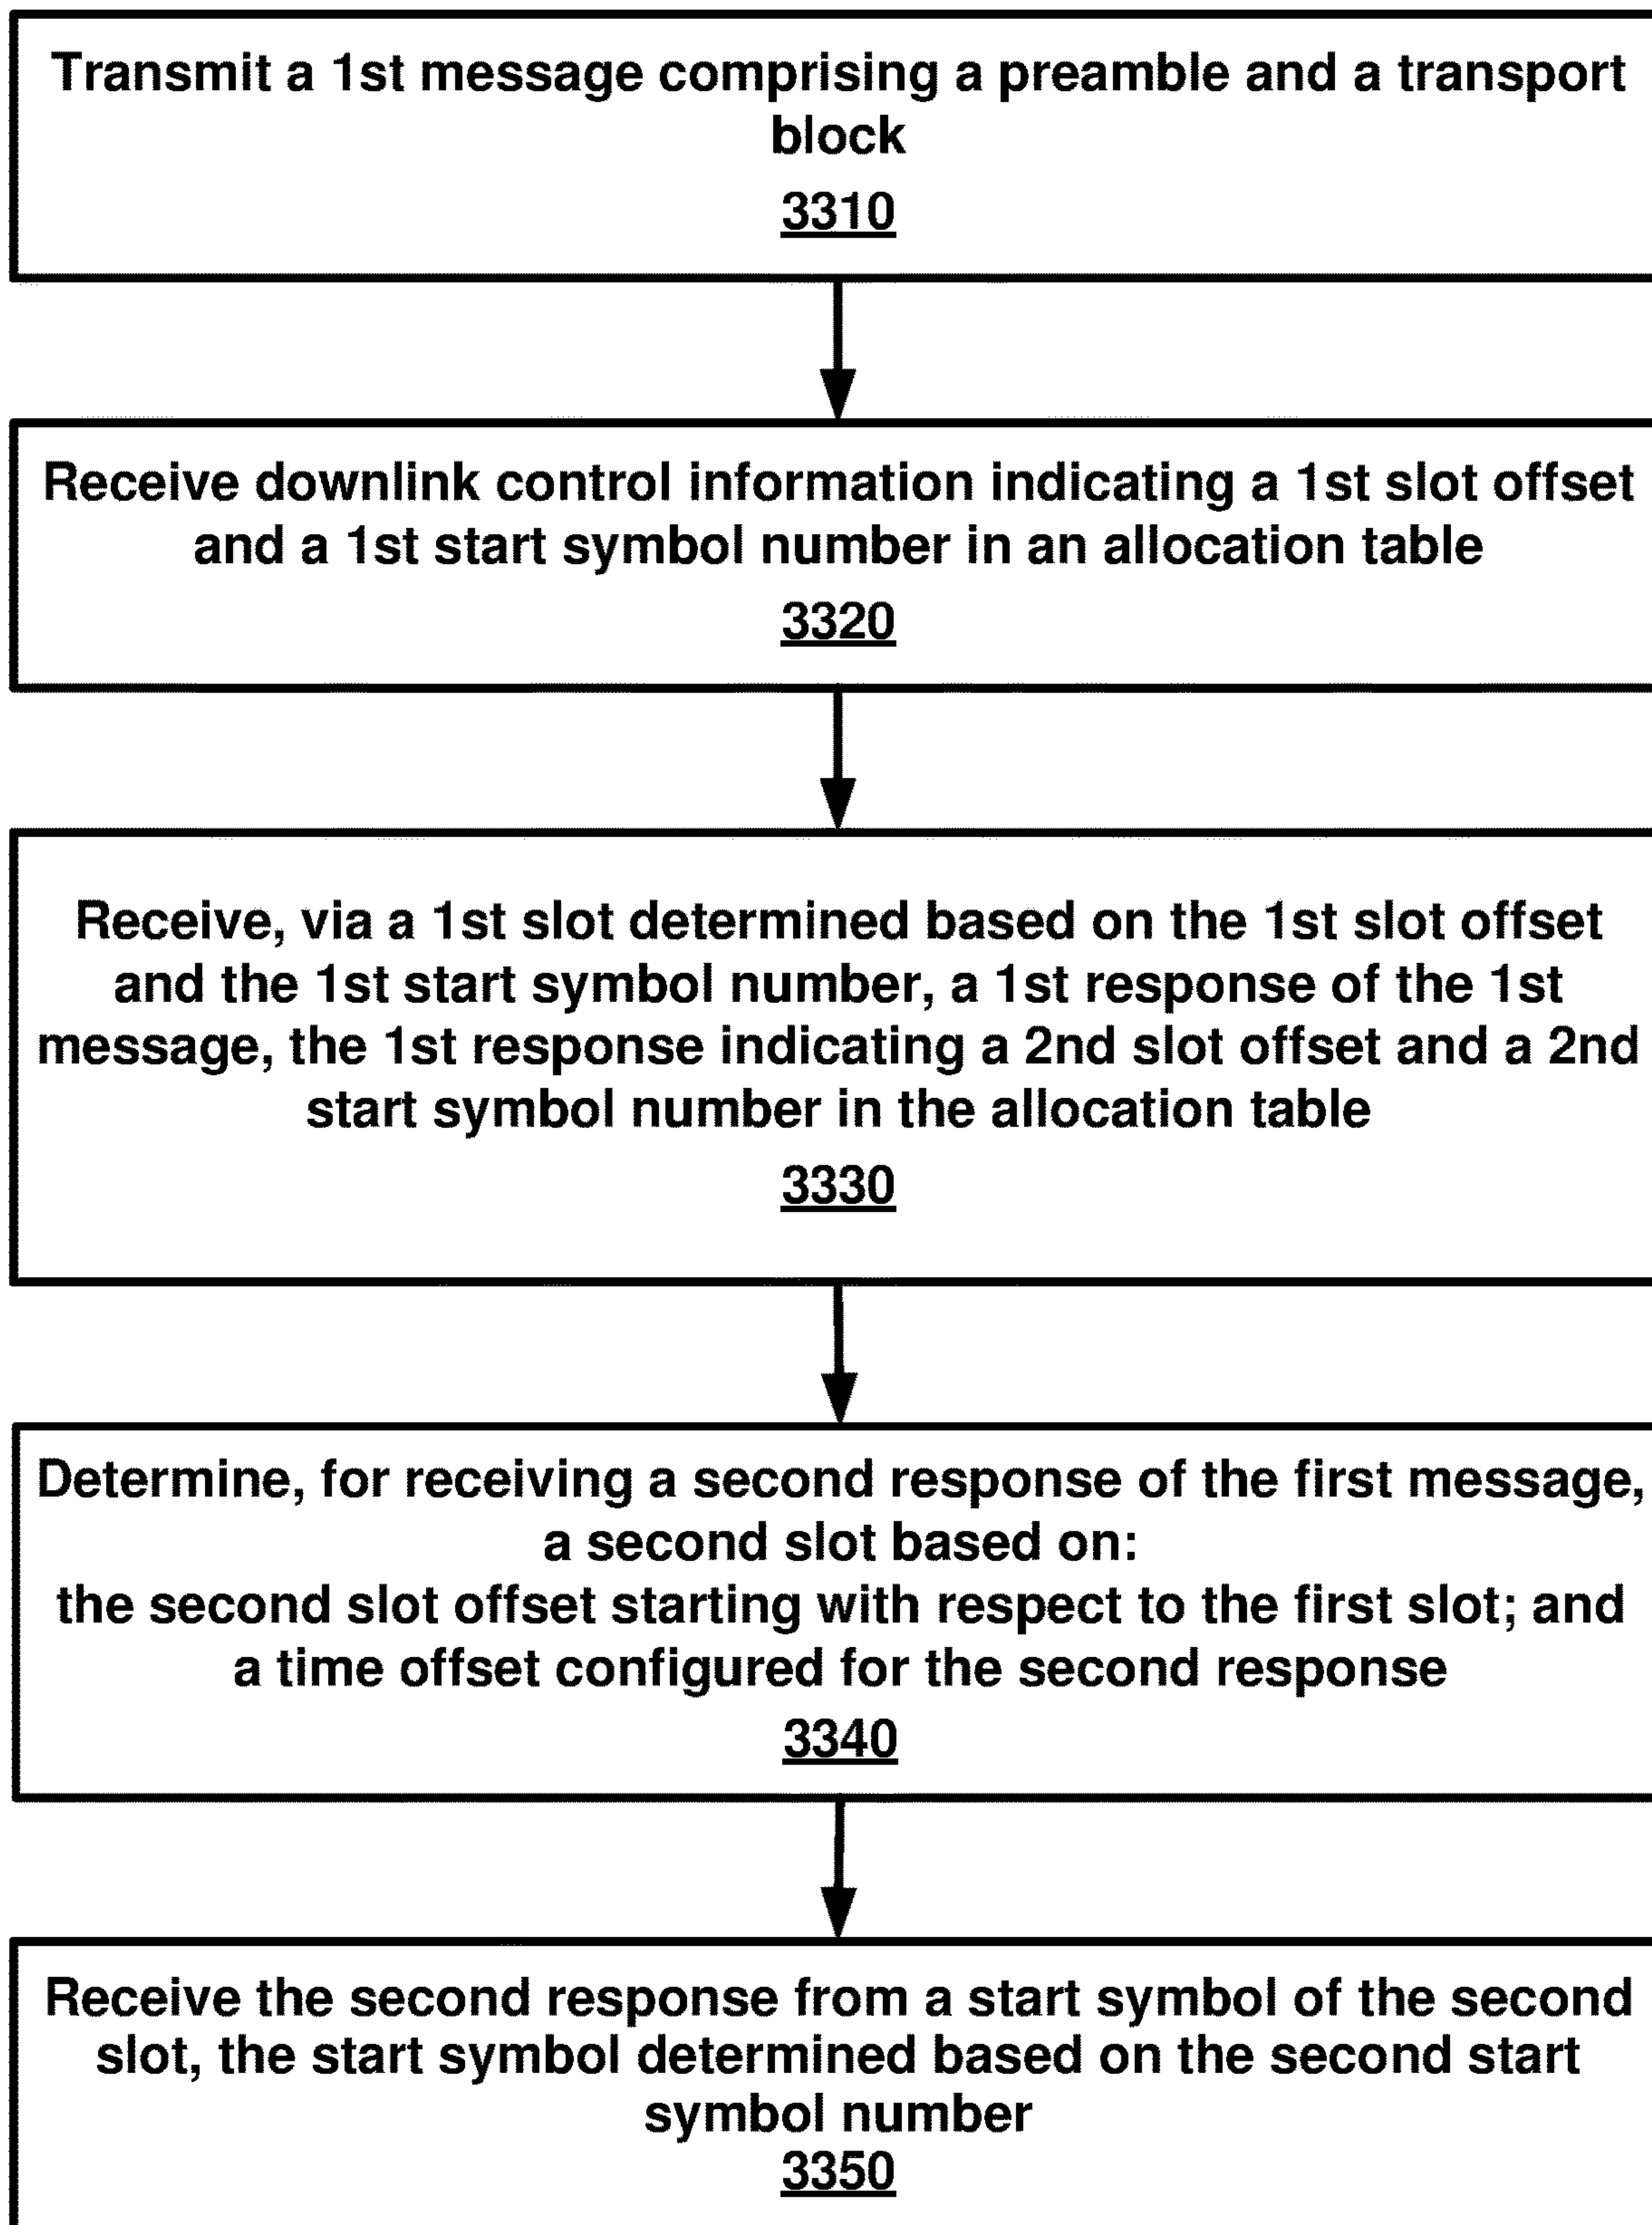 Transmit a 1st message comprising a preamble and a transport
block
3310
Receive downlink control information indicating a 1st slot offset
and a 1st start symbol number in an allocation table
3320
Receive, via a 1st slot determined based on the 1st slot offset
and the 1st start symbol number, a 1st response of the 1st
message, the 1st response indicating a 2nd slot offset and a 2nd
start symbol number in the allocation table
3330
Determine, for receiving a second response of the first message,
a second slot based on:
the second slot offset starting with respect to the first slot; and
a time offset configured for the second response
3340
Receive the second response from a start symbol of the second
slot, the start symbol determined based on the second start
symbol number
3350